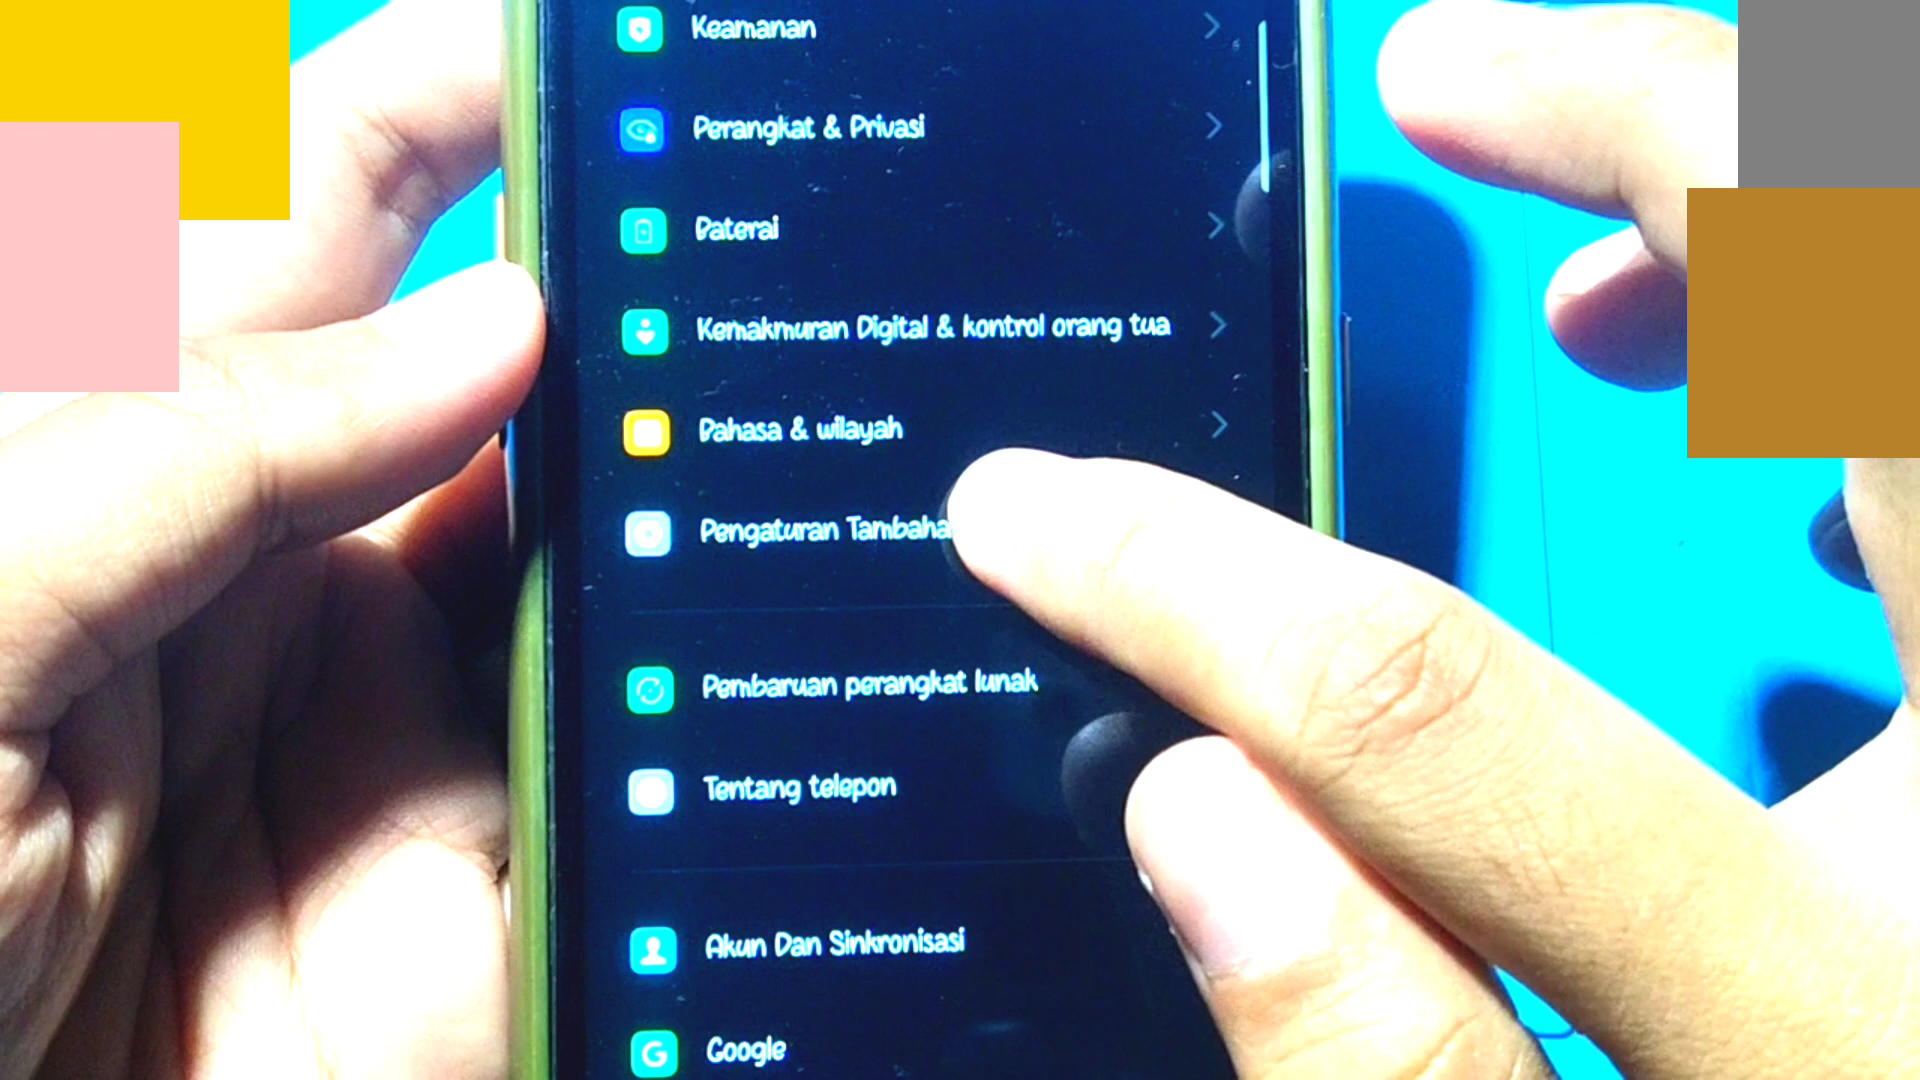 Keamanan
Perangkat & Privasi
Baterai
Kemakmuran Digital & kontrol orang tua
Bahasa & wilayah
Pengaturan Tambaha
Pembaruan perangkat lunak
Tentang telepon
Akun Dan Sinkronisasi
Google